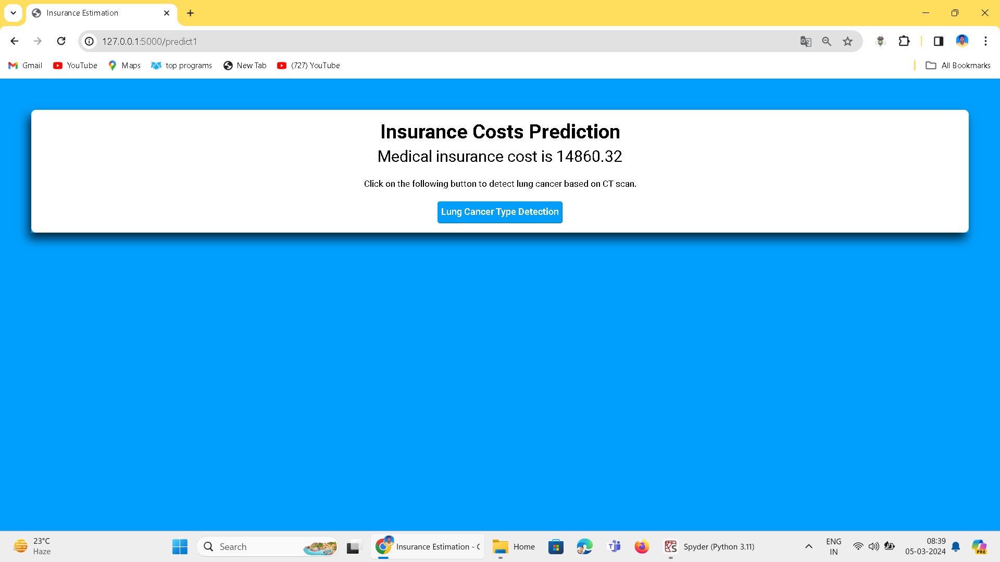 Insurance Estimation
127.0.0.1:5000/predict1
Gmail YouTube Maps top programs New Tab (727) YouTube All Bookmarks
Insurance Costs Prediction
Medical insurance cost is 14860.32
Click on the following button to detect lung cancer based on CT scan.
Lung Cancer Type Detection
23°C
Haze
Search
Insurance Estimation - G
Home
Spyder (Python 3.11)
ENG
IN
08:39
05-03-2024
PRE